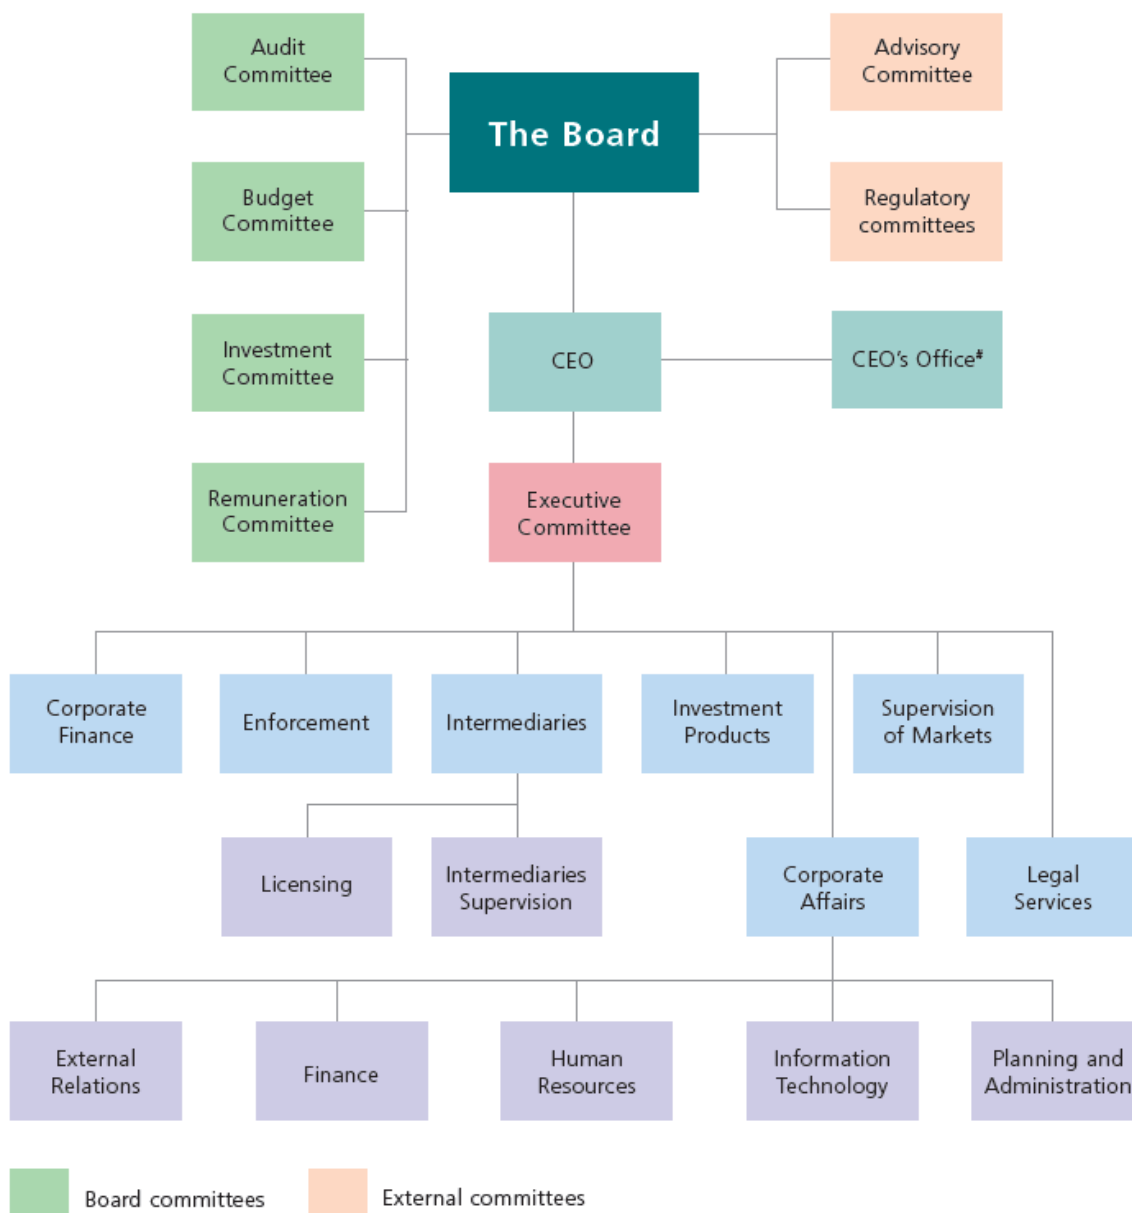 Audit
Committee
Advisory
Committee
The Board
Budget
Committee
Regulatory
committees
Investment
Committee
CEO
CEO's Office#
Remuneration
Committee
Executive
Committee
Corporate
Finance
Enforcement
Intermediaries
Investment
Products
Supervision
of Markets
Licensing
Intermediaries
Supervision
Corporate
Affairs
Legal
Services
External
Relations
Finance
Human
Resources
Information
Technology
Planning and
Administration
Board committees
External committees